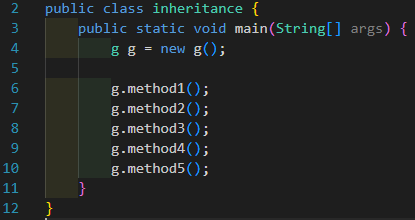 2 public class inheritance {
3     public static void main(String[] args) {
4         g g = new g();
5
6         g.method1();
7         g.method2();
8         g.method3();
9         g.method4();
10         g.method5();
11     }
12 }